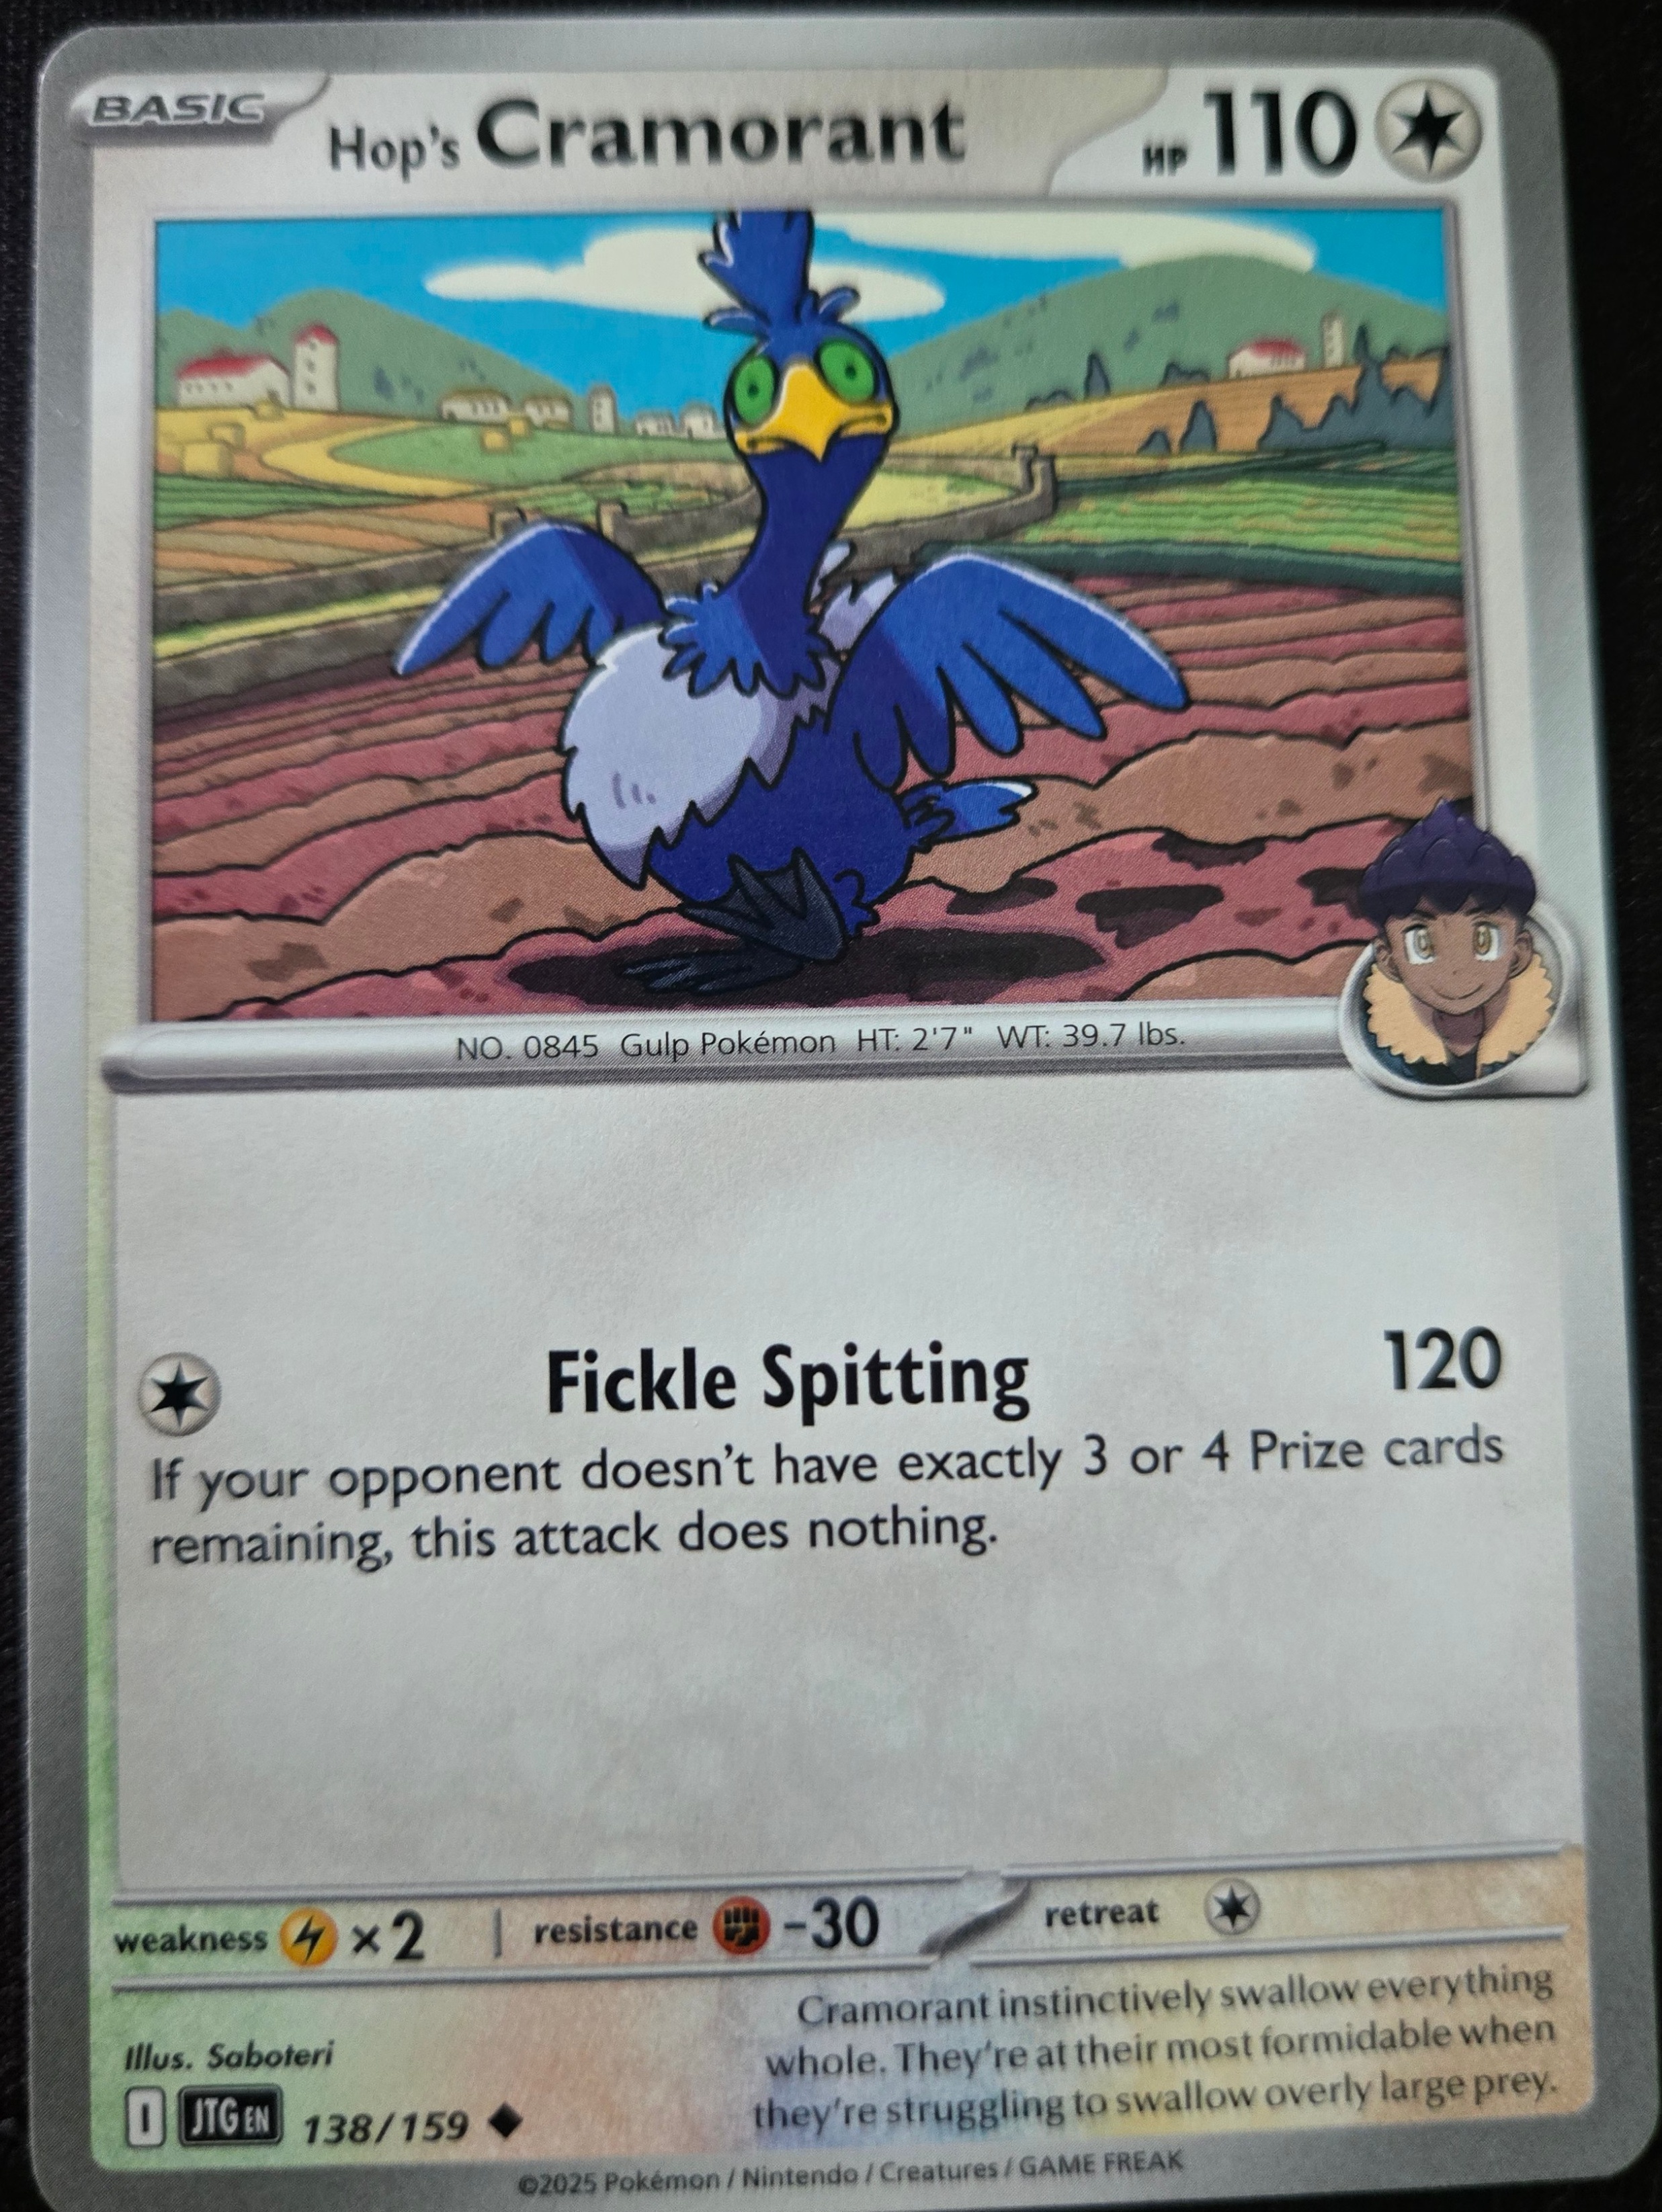 BASIC
Hop's Cramorant
HP 110
NO. 0845 Gulp Pokémon HT: 2'7" WT: 39.7 lbs.
Fickle Spitting 120
If your opponent doesn't have exactly 3 or 4 Prize cards
remaining, this attack does nothing.
weakness ×2 | resistance -30 retreat
Cramorant instinctively swallow everything
whole. They're at their most formidable when
they're struggling to swallow overly large prey.
Illus. Saboteri
I JTG EN 138/159
©2025 Pokémon / Nintendo / Creatures / GAME FREAK